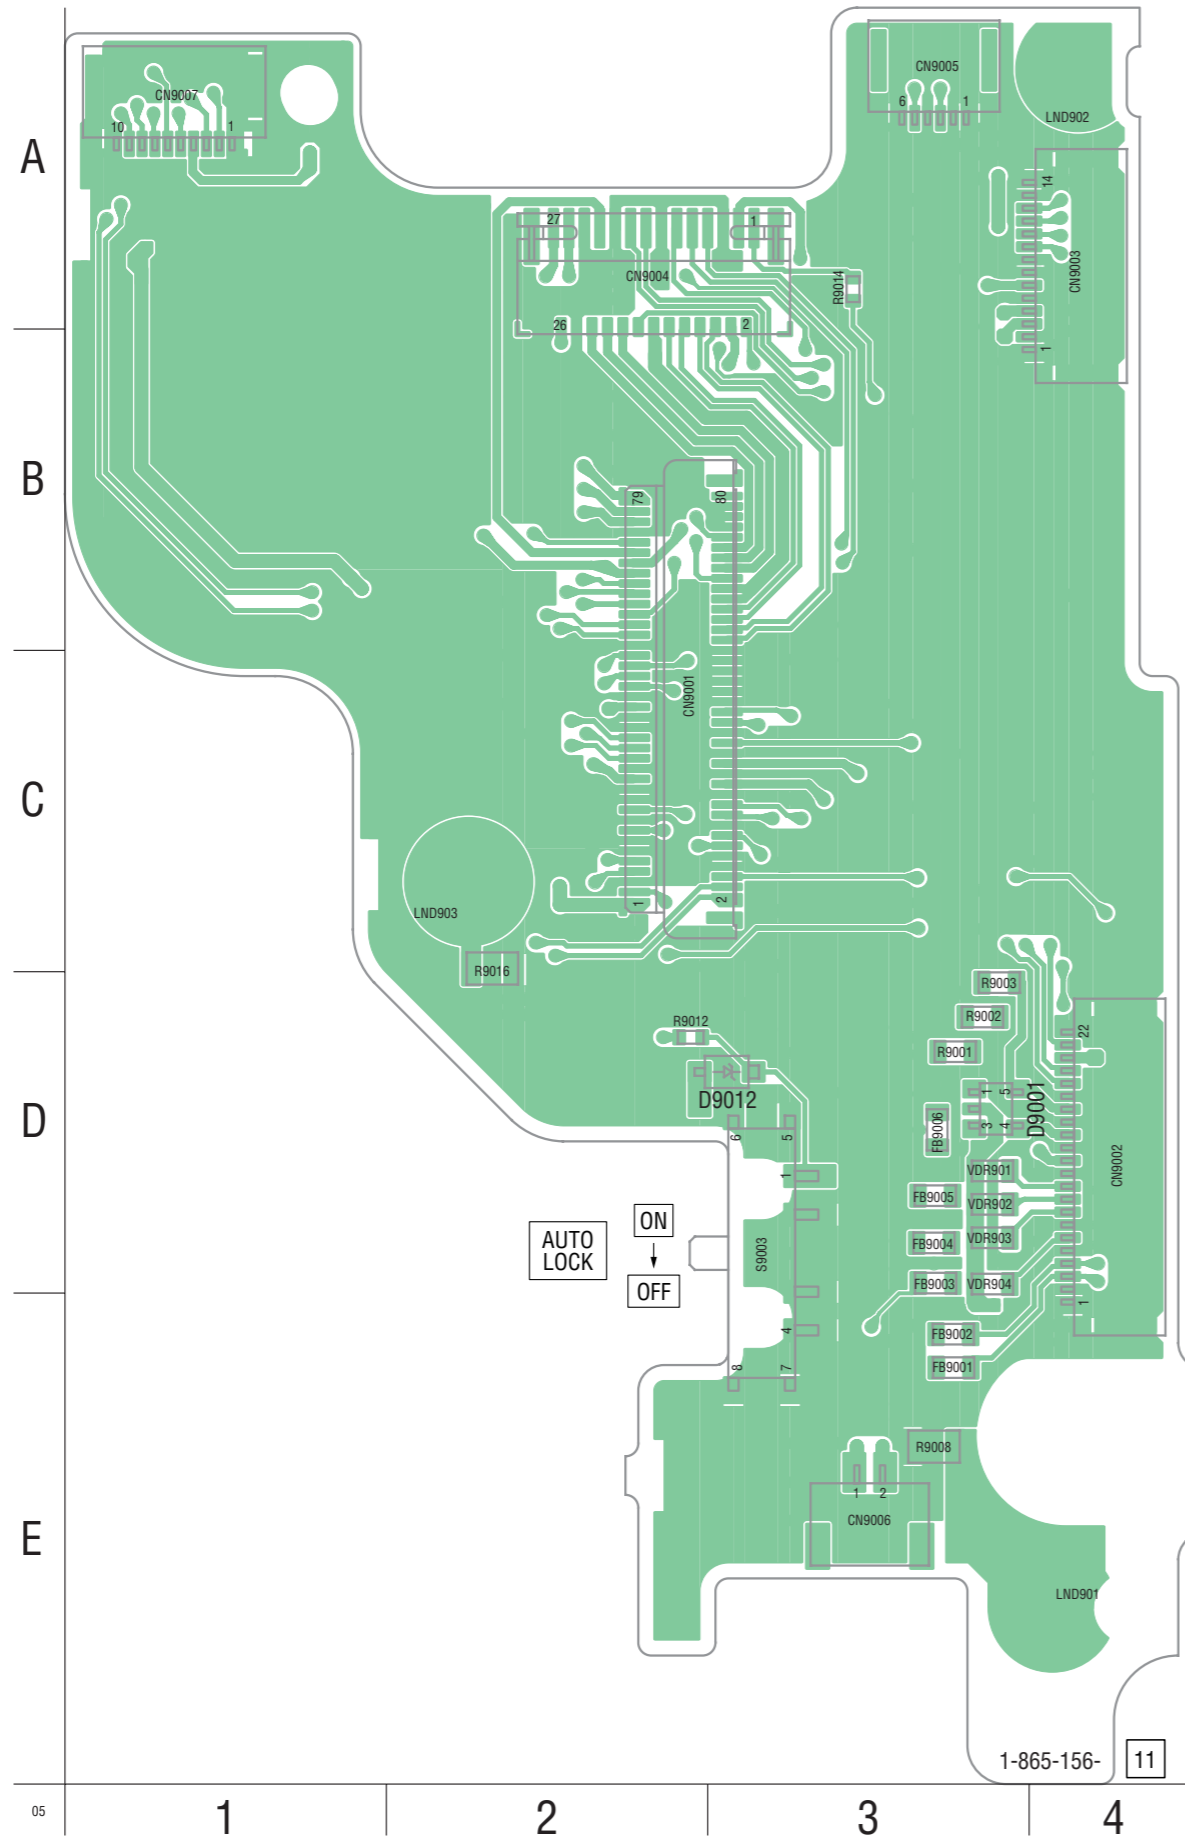 CN9007
10
1
CN9005
6
1
LND902
A
14
CN9003
1
27
1
CN9004
26
2
R9014
B
79
80
CN9001
1
2
C
LND903
R9016
R9003
R9002
R9001
R9012
D9012
22
1
5
3
4
D9001
FB9006
CN9002
1
D
6
5
1
S9003
4
8
7
AUTO
LOCK
ON
OFF
VDR901
VDR902
VDR903
VDR904
FB9005
FB9004
FB9003
FB9002
FB9001
R9008
1
2
CN9006
E
LND901
1-865-156-
11
05
1
2
3
4